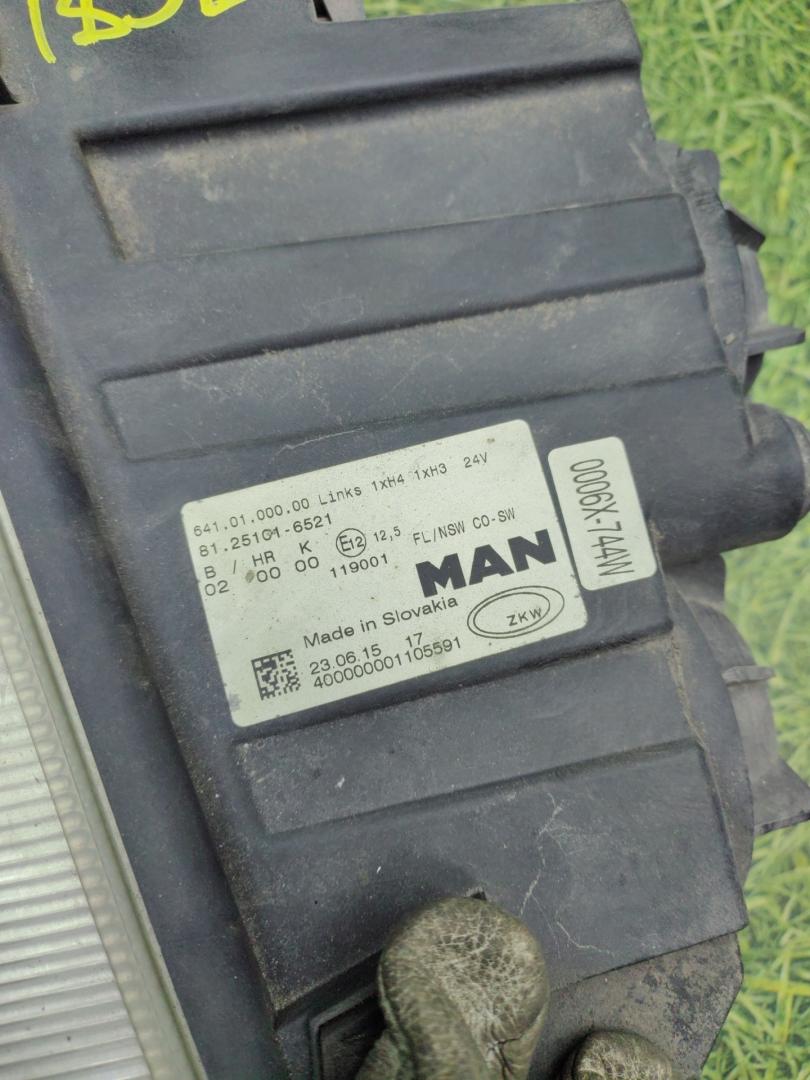 641.01.000.00 Links 1xH4 1xH3 24V
81.25101-6521
B / HR K E12 12,5 FL/NSW CO-SW
02 00 00 119001
MAN
Made in Slovakia ZKW
23.06.15 17
400000001105591
0006X-744AW